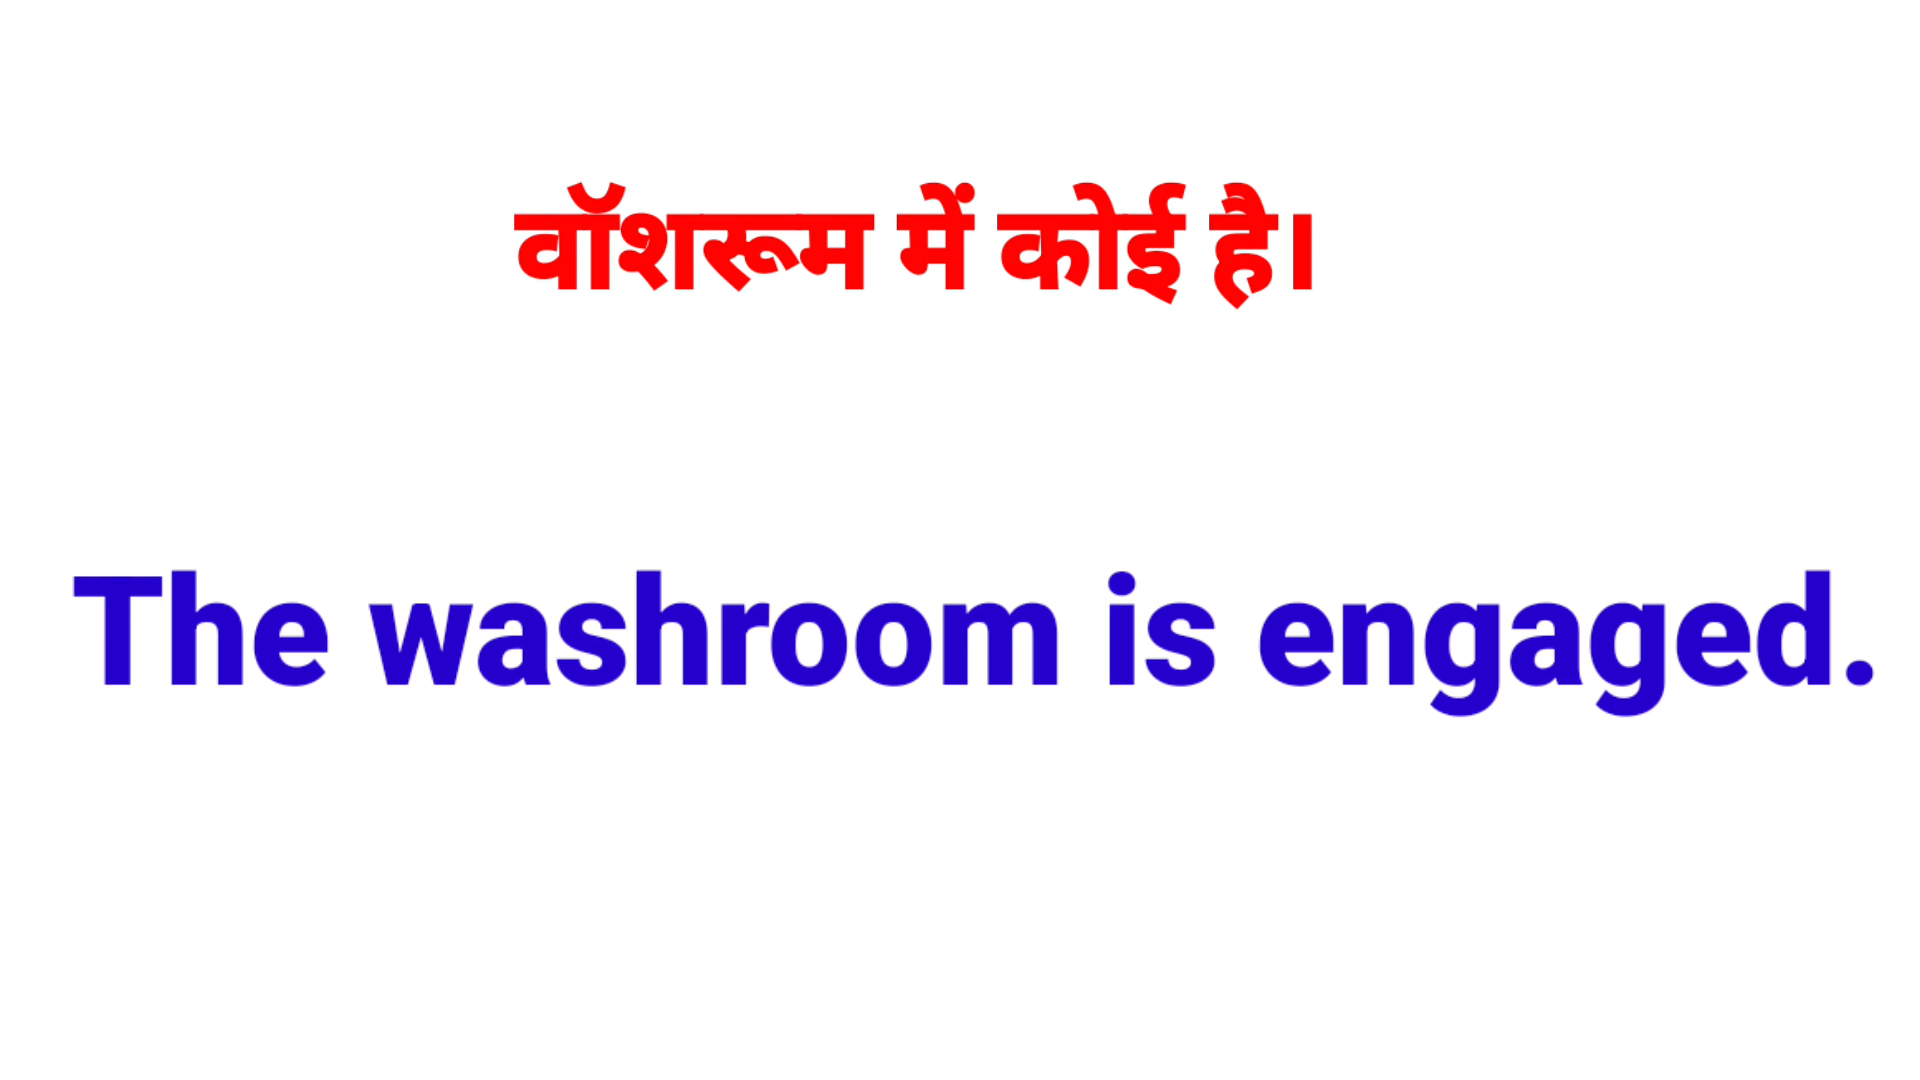 वॉशरूम में कोई है।
The washroom is engaged.